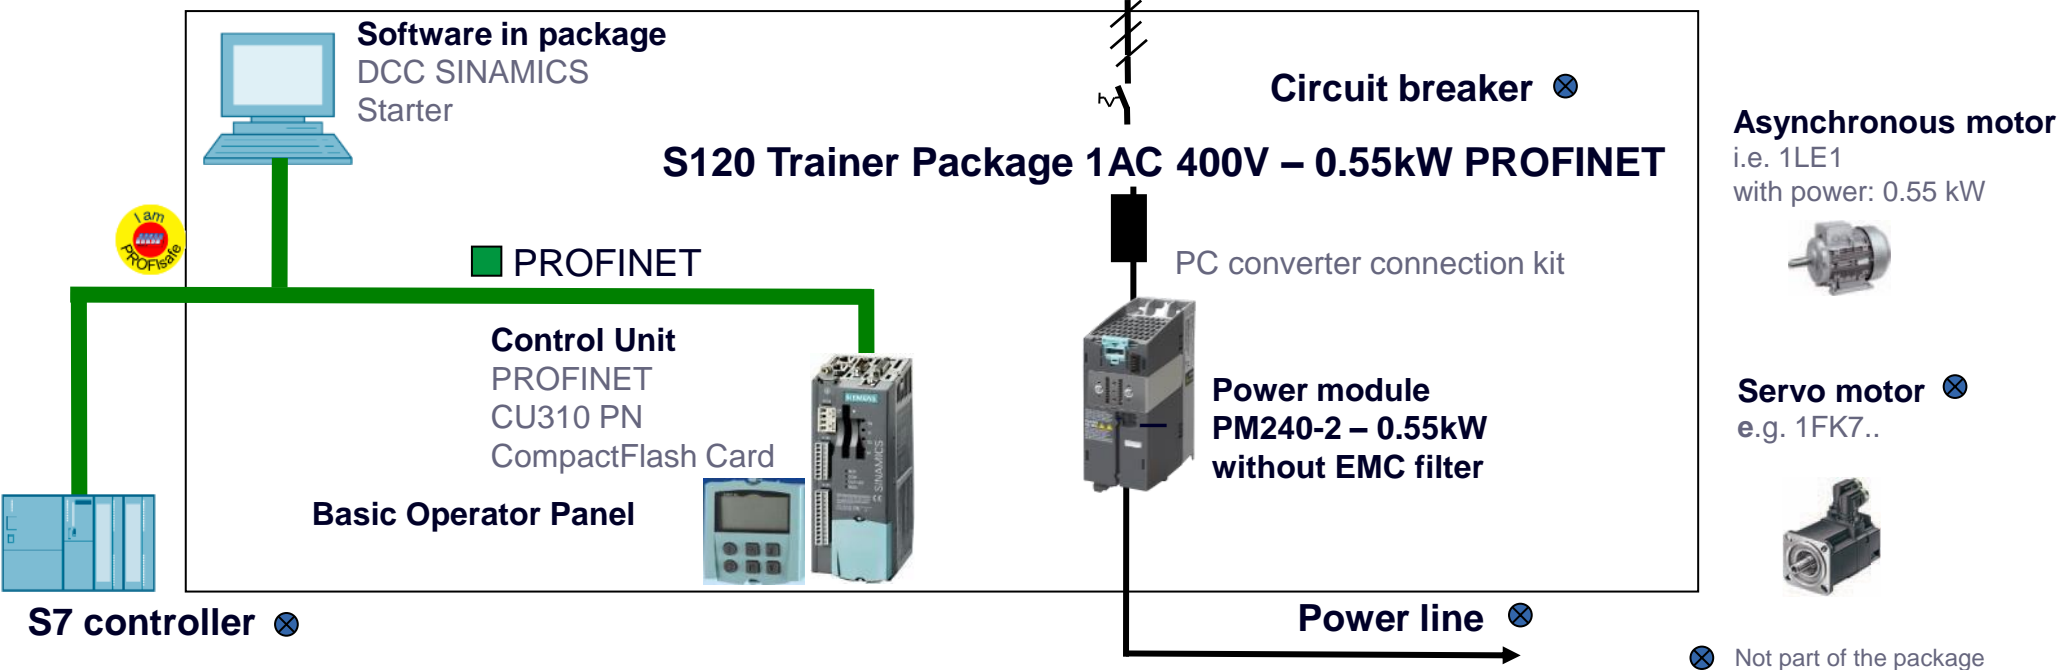 Software in package
DCC SINAMICS
Starter
Circuit breaker
S120 Trainer Package 1AC 400V – 0.55kW PROFINET
Asynchronous motor
i.e. 1LE1
with power: 0.55 kW
I am
PROFIsafe
PROFINET
PC converter connection kit
Control Unit
PROFINET
CU310 PN
CompactFlash Card
SIEMENS
SINAMICS
Power module
PM240-2 – 0.55kW
without EMC filter
Servo motor
e.g. 1FK7..
Basic Operator Panel
S7 controller
Power line
Not part of the package